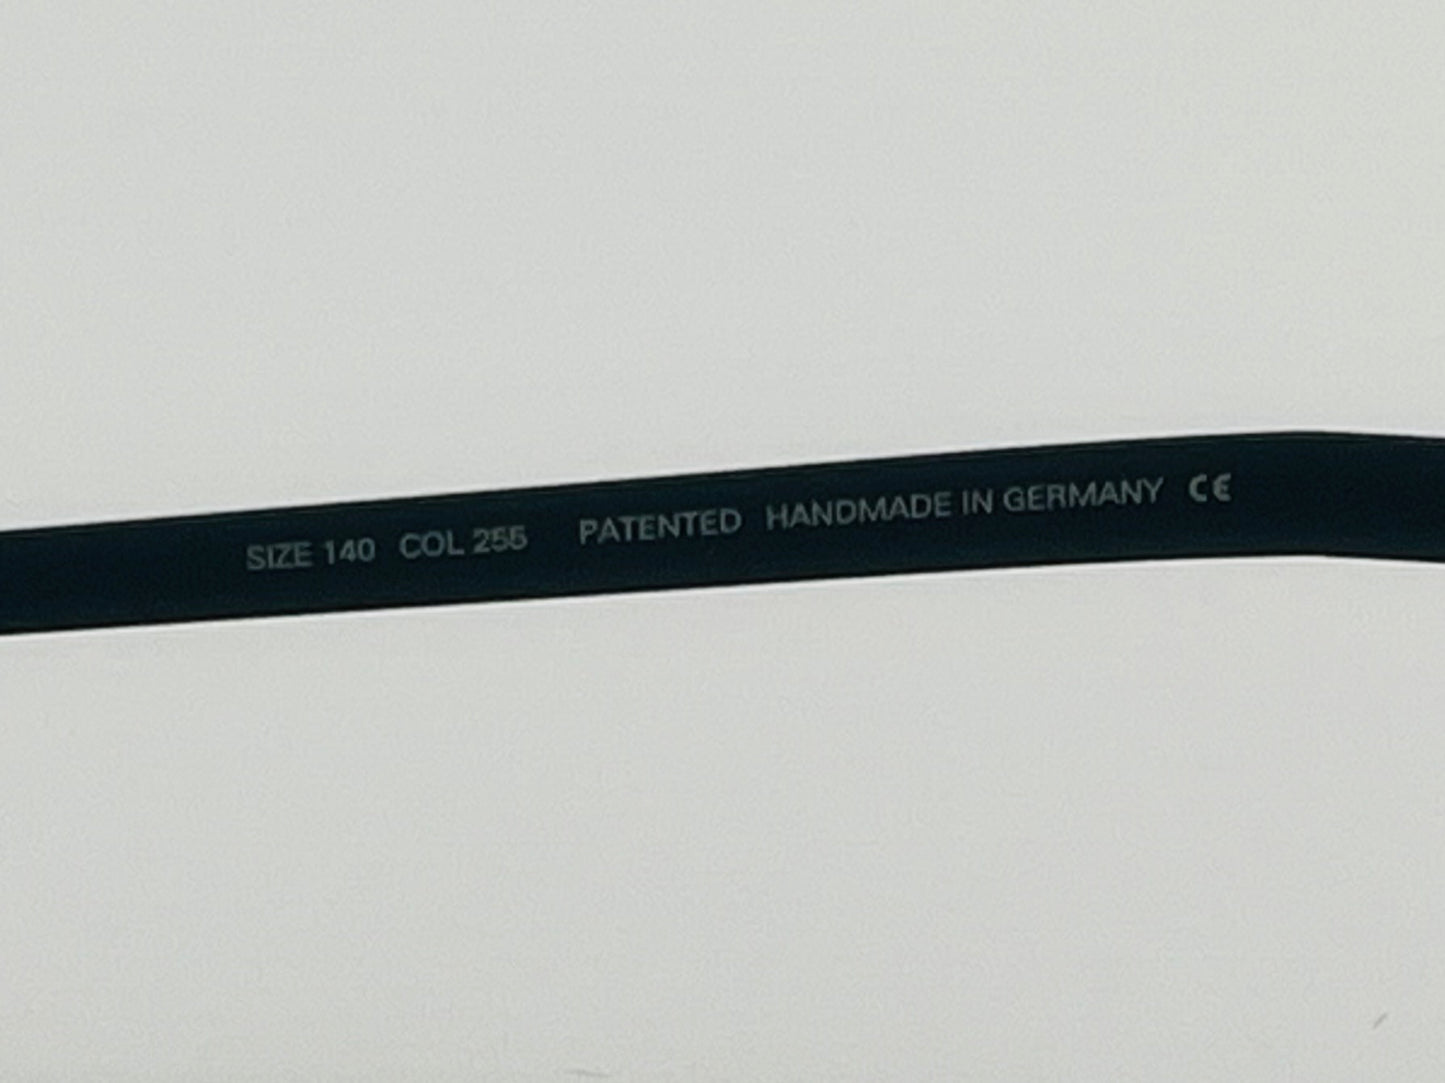 SIZE 140 COL 255 PATENTED HANDMADE IN GERMANY CE